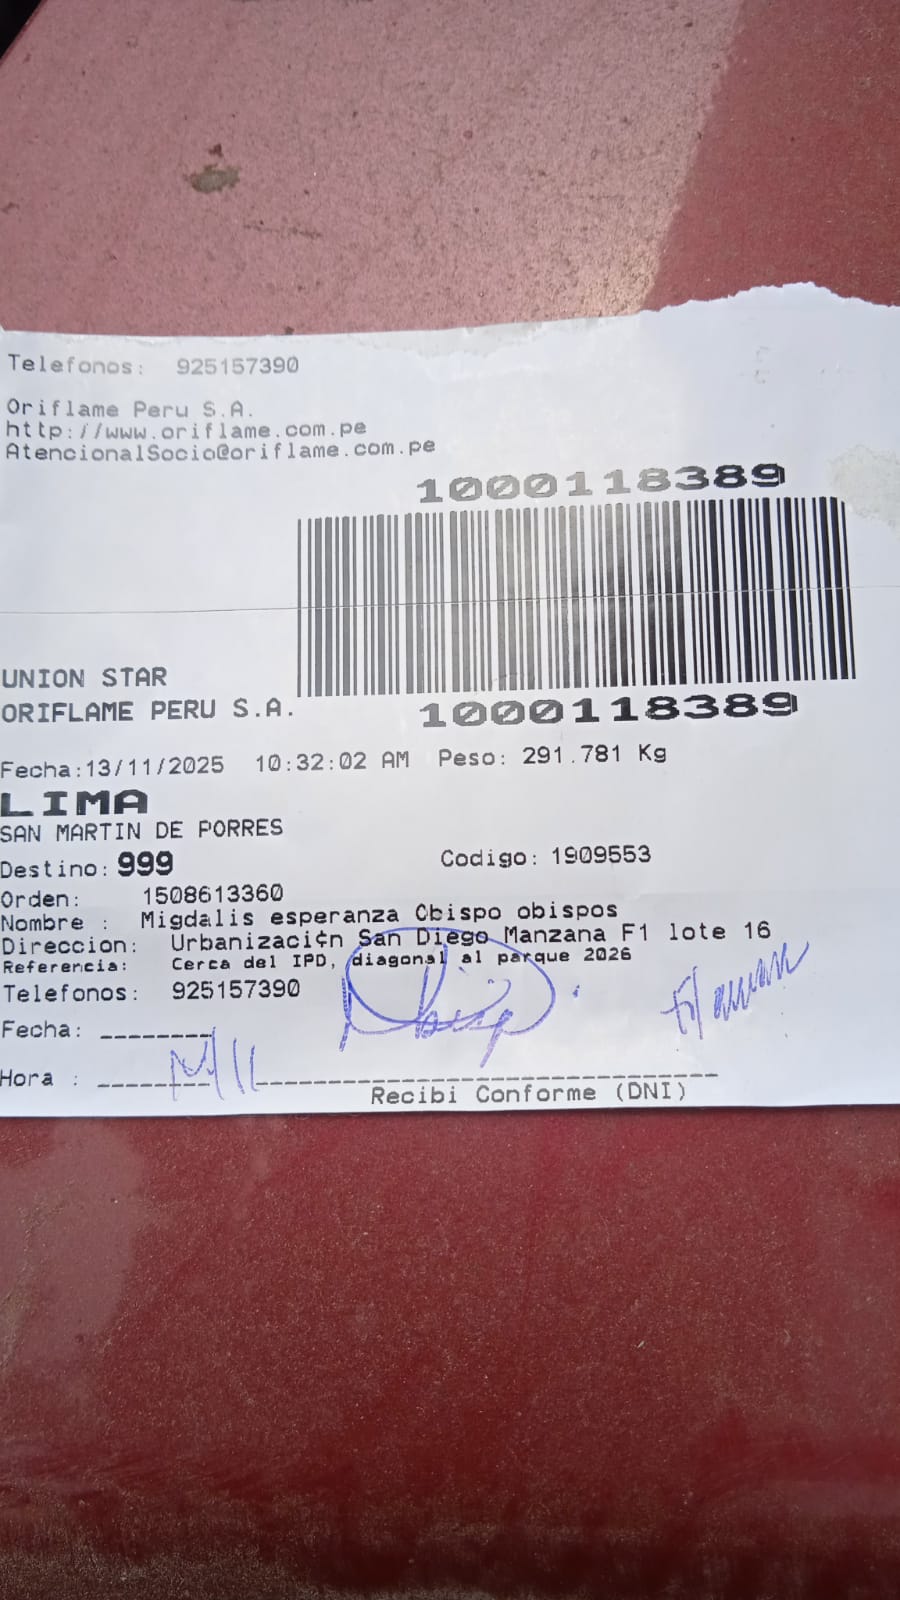 Telefonos: 925157390
Oriflame Peru S.A.
http://www.oriflame.com.pe
AtencionalSocio@oriflame.com.pe
1000118389
UNION STAR
ORIFLAME PERU S.A.
1000118389
Fecha:13/11/2025 10:32:02 AM Peso: 291.781 Kg
LIMA
SAN MARTIN DE PORRES
Destino: 999 Codigo: 1909553
Orden: 1508613360
Nombre : Migdalis esperanza Obispo obispos
Direccion: Urbanizaci¢n San Diego Manzana F1 lote 16
Referencia: Cerca del IPD, diagonal al parque 2026
Telefonos: 925157390
Fecha: ________
Hora : ________
Recibi Conforme (DNI)